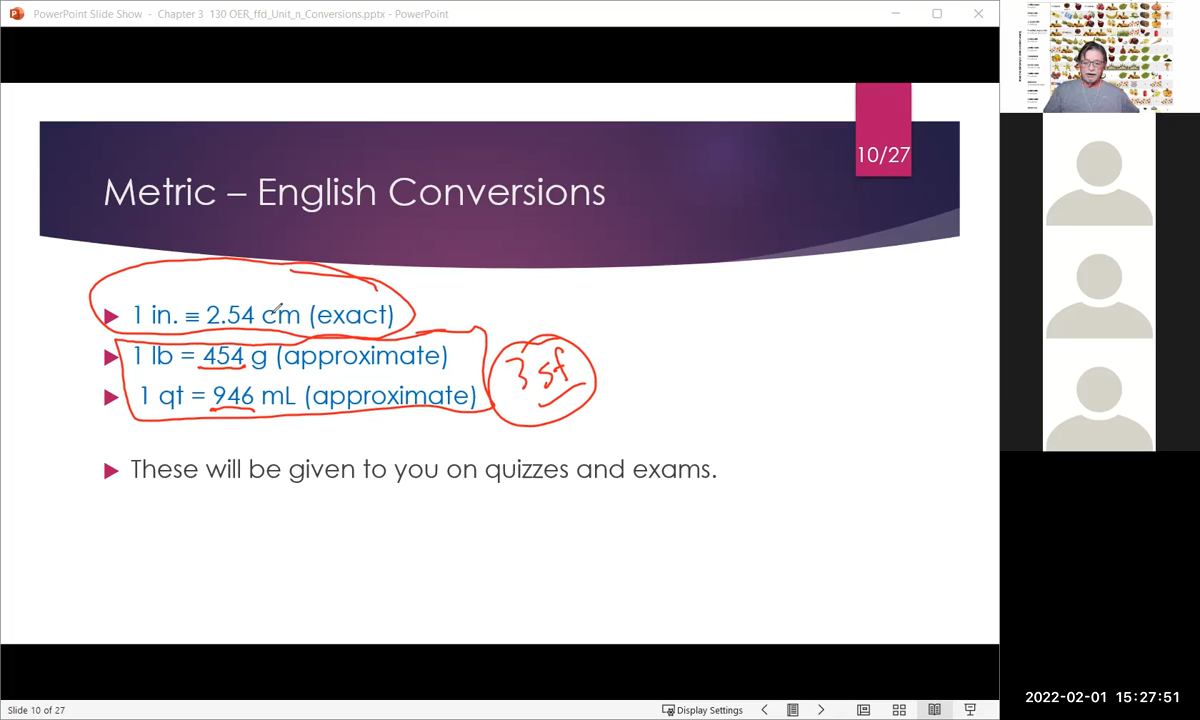 PowerPoint Slide Show - Chapter 3 130 OER_ffd_Unit_n_Conversions.pptx - PowerPoint
10/27
Metric – English Conversions
1 in. ≡ 2.54 cm (exact)
1 lb = 454 g (approximate)
1 qt = 946 mL (approximate)
3 sf
These will be given to you on quizzes and exams.
Slide 10 of 27
Display Settings
2022-02-01 15:27:51